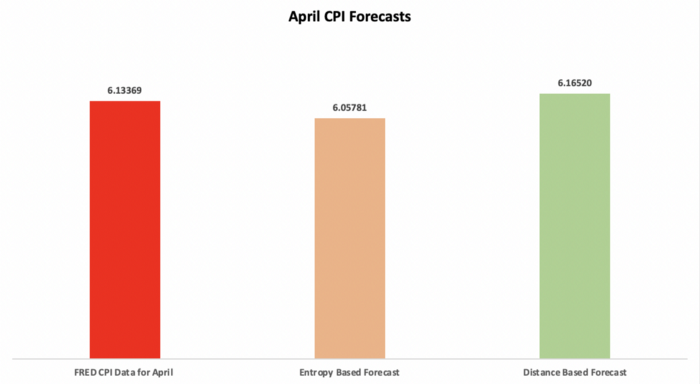 April CPI Forecasts
6.13369
6.05781
6.16520
FRED CPI Data for April
Entropy Based Forecast
Distance Based Forecast